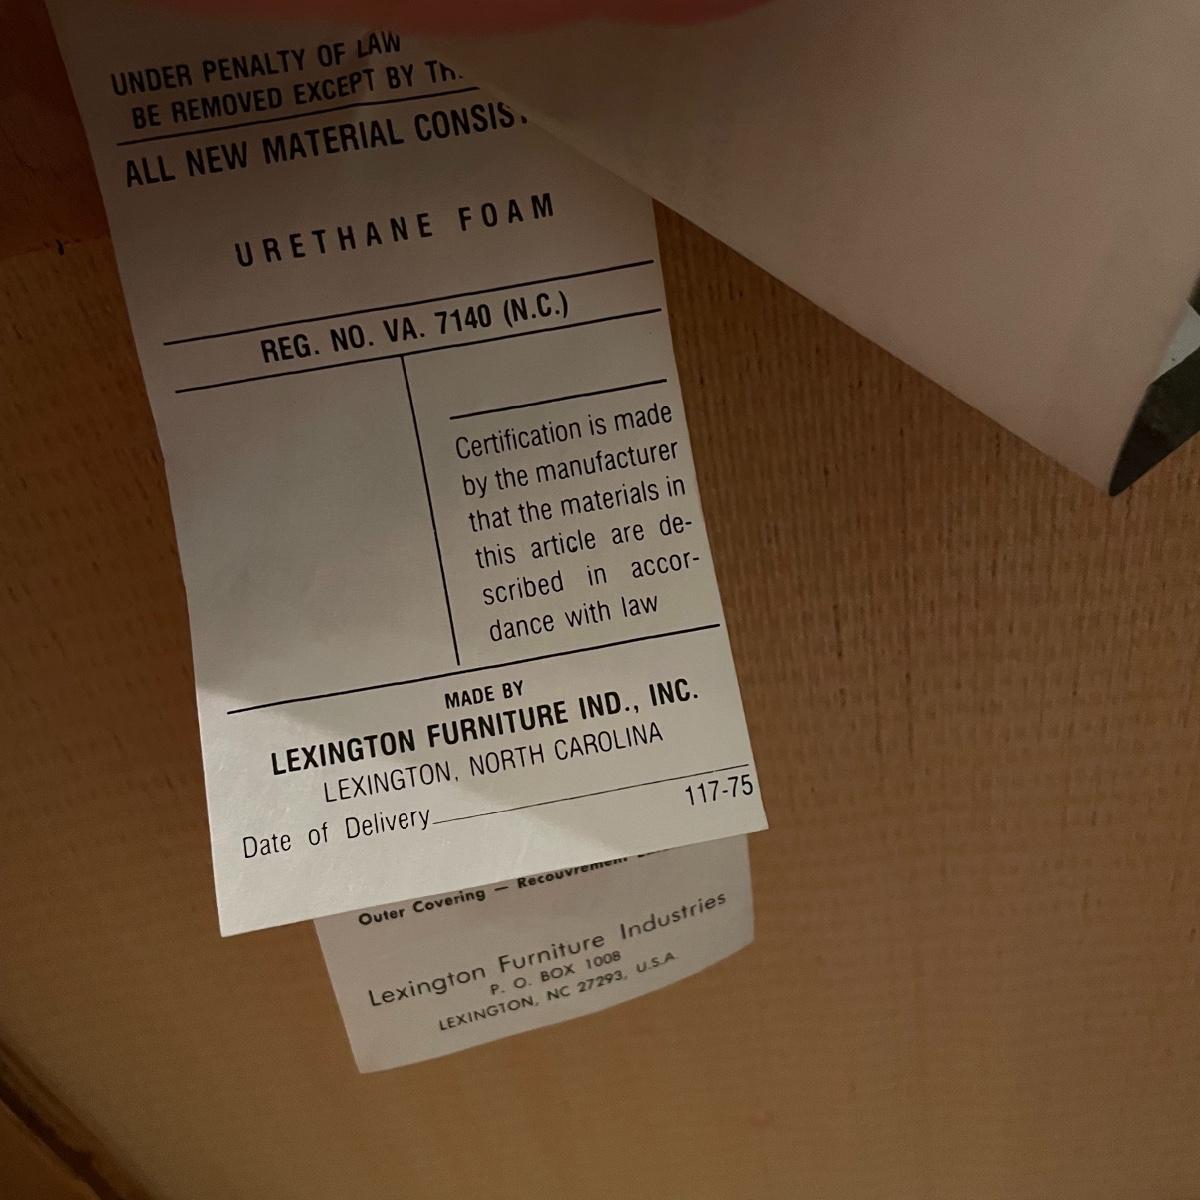 UNDER PENALTY OF LAW
BE REMOVED EXCEPT BY
ALL NEW MATERIAL
URETHANE FOAM
REG. NO. VA. 7140 (N.C.)
Certification is made
by the manufacturer
that the materials in
this article are de-
scribed in accor-
dance with law
MADE BY
LEXINGTON FURNITURE IND., INC.
LEXINGTON, NORTH CAROLINA
Date of Delivery
117-75
Outer Covering — Recouvrement
Lexington Furniture Industries
P. O. BOX 1008
LEXINGTON, NC 27293, U.S.A.